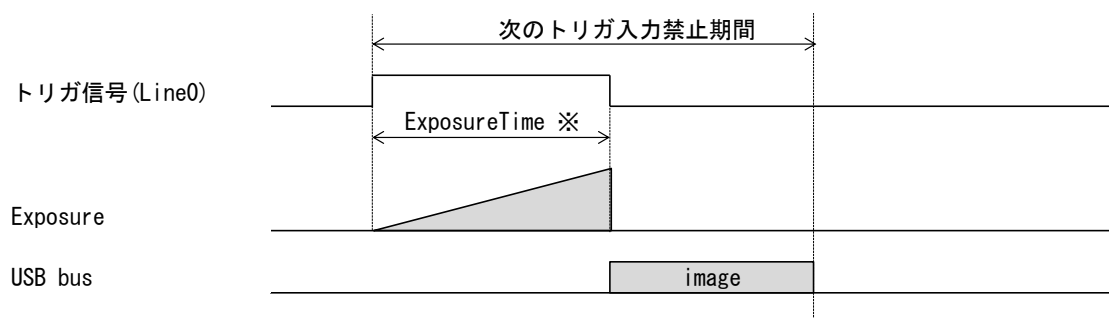 次のトリガ入力禁止期間
トリガ信号(Line0)
ExposureTime ※
Exposure
USB bus
image